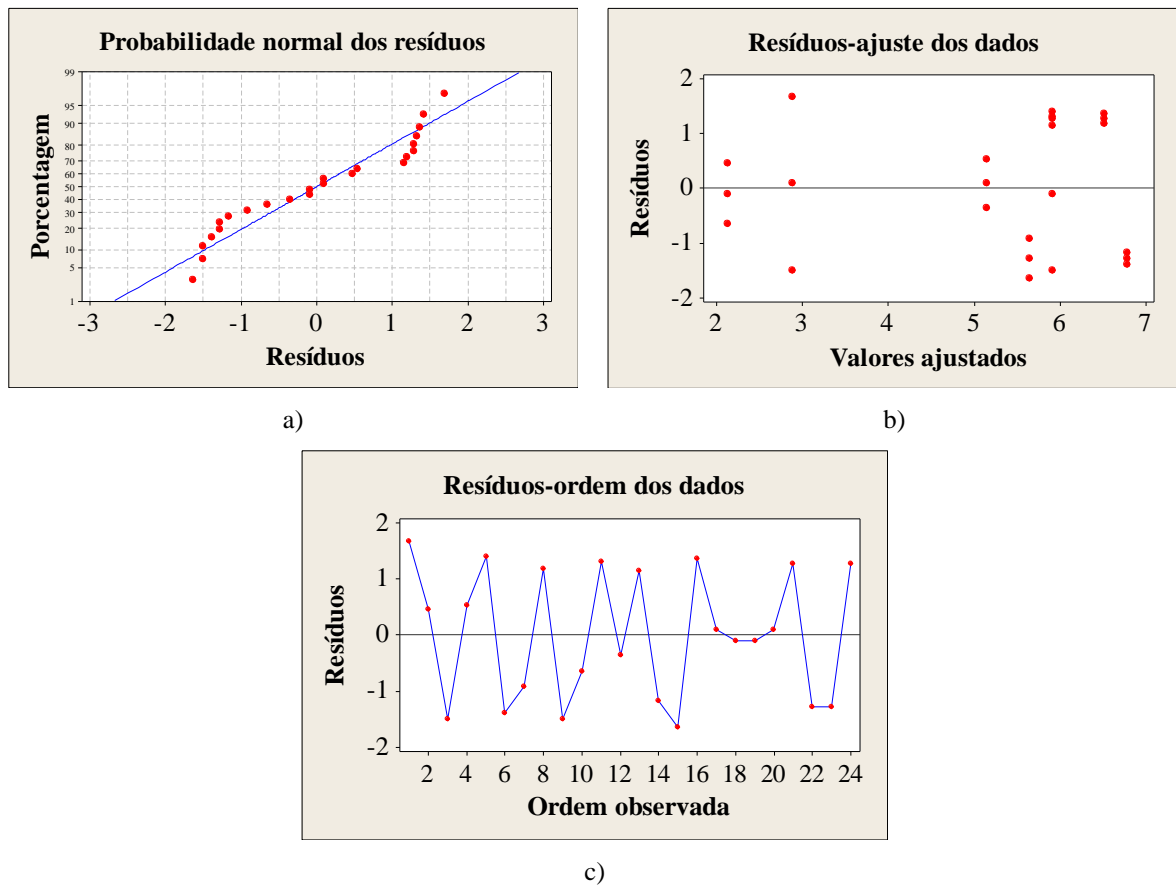 Probabilidade normal dos resíduos
Porcentagem
99
95
90
80
70
60
50
40
30
20
10
5
1
-3 -2 -1 0 1 2 3
Resíduos
a)
Resíduos-ajuste dos dados
Resíduos
2
1
0
-1
-2
2 3 4 5 6 7
Valores ajustados
b)
Resíduos-ordem dos dados
Resíduos
2
1
0
-1
-2
2 4 6 8 10 12 14 16 18 20 22 24
Ordem observada
c)